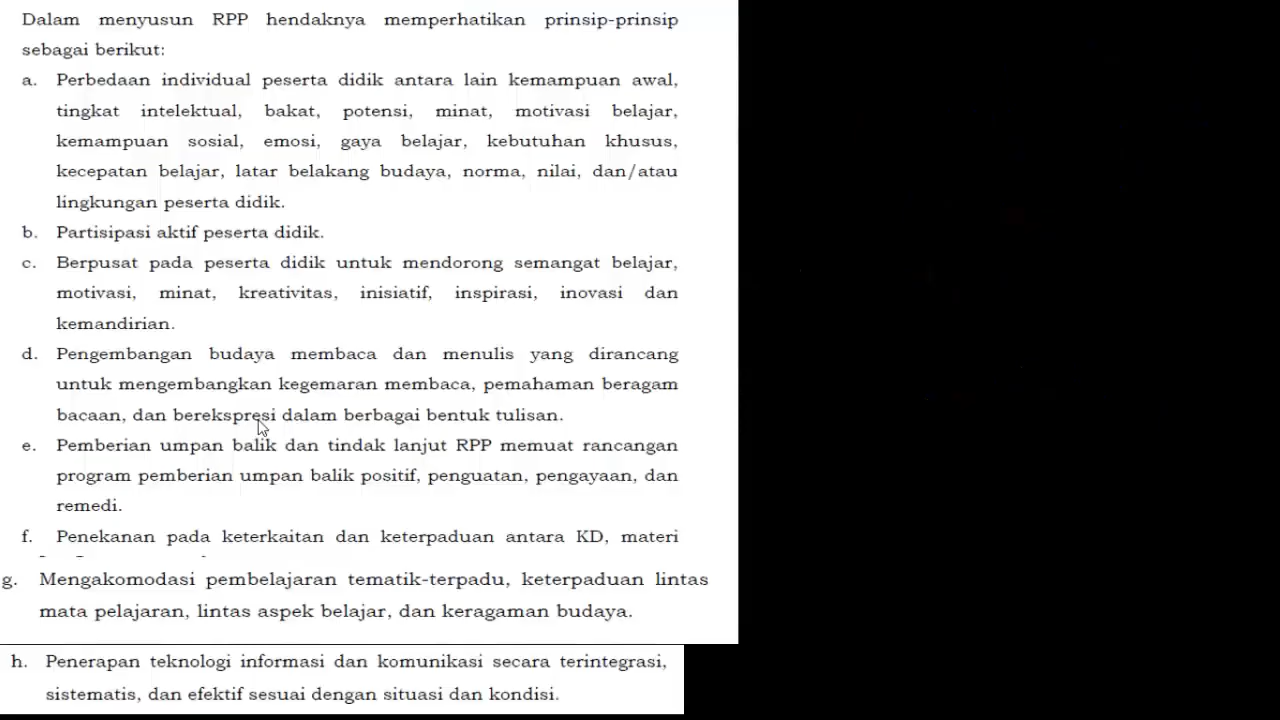 Dalam menyusun RPP hendaknya memperhatikan prinsip-prinsip
sebagai berikut:
a. Perbedaan individual peserta didik antara lain kemampuan awal,
tingkat intelektual, bakat, potensi, minat, motivasi belajar,
kemampuan sosial, emosi, gaya belajar, kebutuhan khusus,
kecepatan belajar, latar belakang budaya, norma, nilai, dan/atau
lingkungan peserta didik.
b. Partisipasi aktif peserta didik.
c. Berpusat pada peserta didik untuk mendorong semangat belajar,
motivasi, minat, kreativitas, inisiatif, inspirasi, inovasi dan
kemandirian.
d. Pengembangan budaya membaca dan menulis yang dirancang
untuk mengembangkan kegemaran membaca, pemahaman beragam
bacaan, dan berekspresi dalam berbagai bentuk tulisan.
e. Pemberian umpan balik dan tindak lanjut RPP memuat rancangan
program pemberian umpan balik positif, penguatan, pengayaan, dan
remedi.
f. Penekanan pada keterkaitan dan keterpaduan antara KD, materi
g. Mengakomodasi pembelajaran tematik-terpadu, keterpaduan lintas
mata pelajaran, lintas aspek belajar, dan keragaman budaya.
h. Penerapan teknologi informasi dan komunikasi secara terintegrasi,
sistematis, dan efektif sesuai dengan situasi dan kondisi.